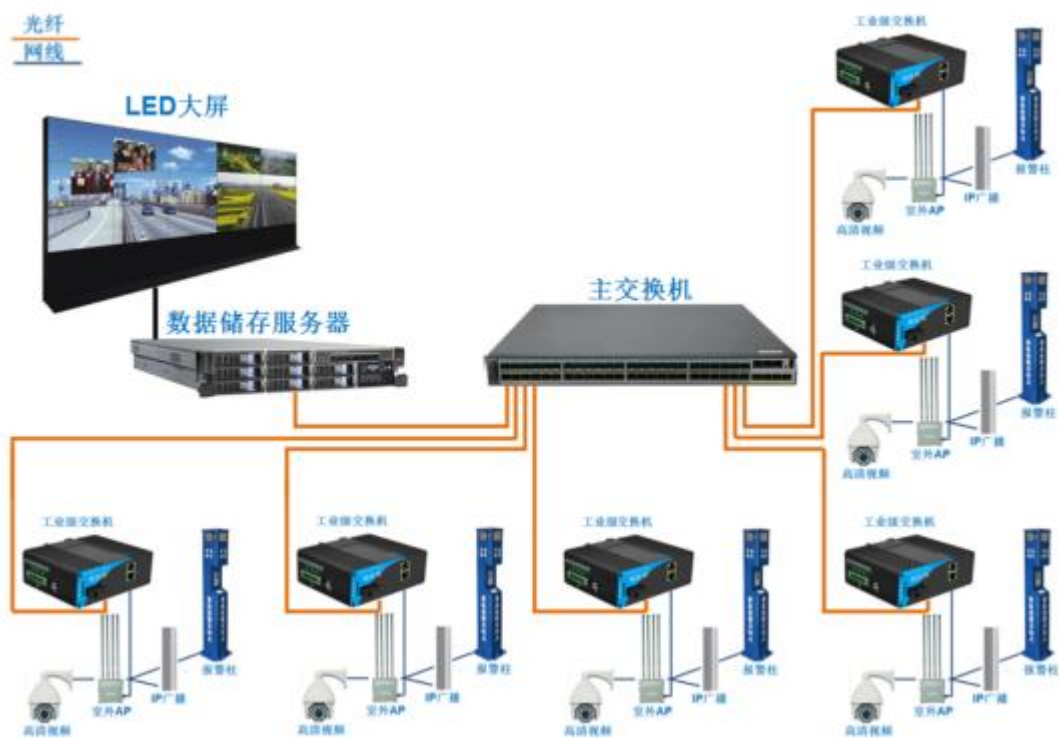 光纤
网线
LED大屏
数据储存服务器
主交换机
工业级交换机
报警柱
IP广播
室外AP
高清视频
工业级交换机
报警柱
IP广播
室外AP
高清视频
工业级交换机
报警柱
IP广播
室外AP
高清视频
工业级交换机
报警柱
IP广播
室外AP
高清视频
工业级交换机
报警柱
IP广播
室外AP
高清视频
工业级交换机
报警柱
IP广播
室外AP
高清视频